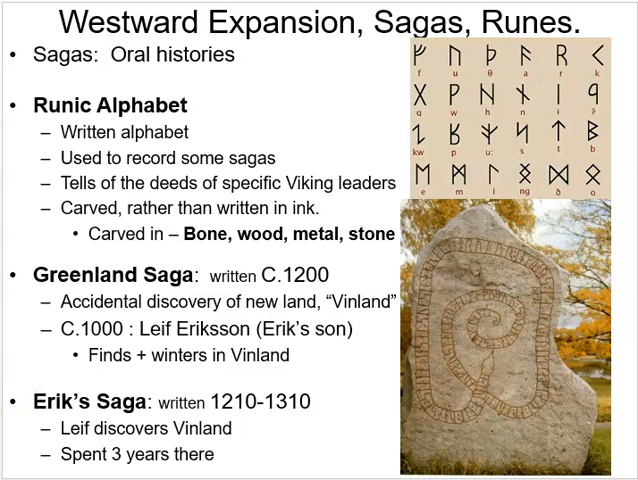 Westward Expansion, Sagas, Runes.
• Sagas: Oral histories
• Runic Alphabet
– Written alphabet
– Used to record some sagas
– Tells of the deeds of specific Viking leaders
– Carved, rather than written in ink.
• Carved in – Bone, wood, metal, stone
• Greenland Saga: written C.1200
– Accidental discovery of new land, “Vinland”
– C.1000 : Leif Eriksson (Erik’s son)
• Finds + winters in Vinland
• Erik’s Saga: written 1210-1310
– Leif discovers Vinland
– Spent 3 years there
f u θ a r k
g w h n i
kw p u: s t b
e m l ng ð o